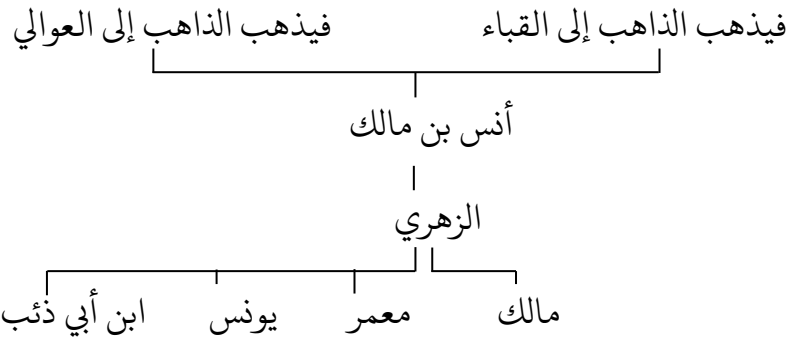 فيذهب الذاهب إلى القباء فيذهب الذاهب إلى العوالي
أنس بن مالك
الزهري
مالك معمر يونس ابن أبي ذئب